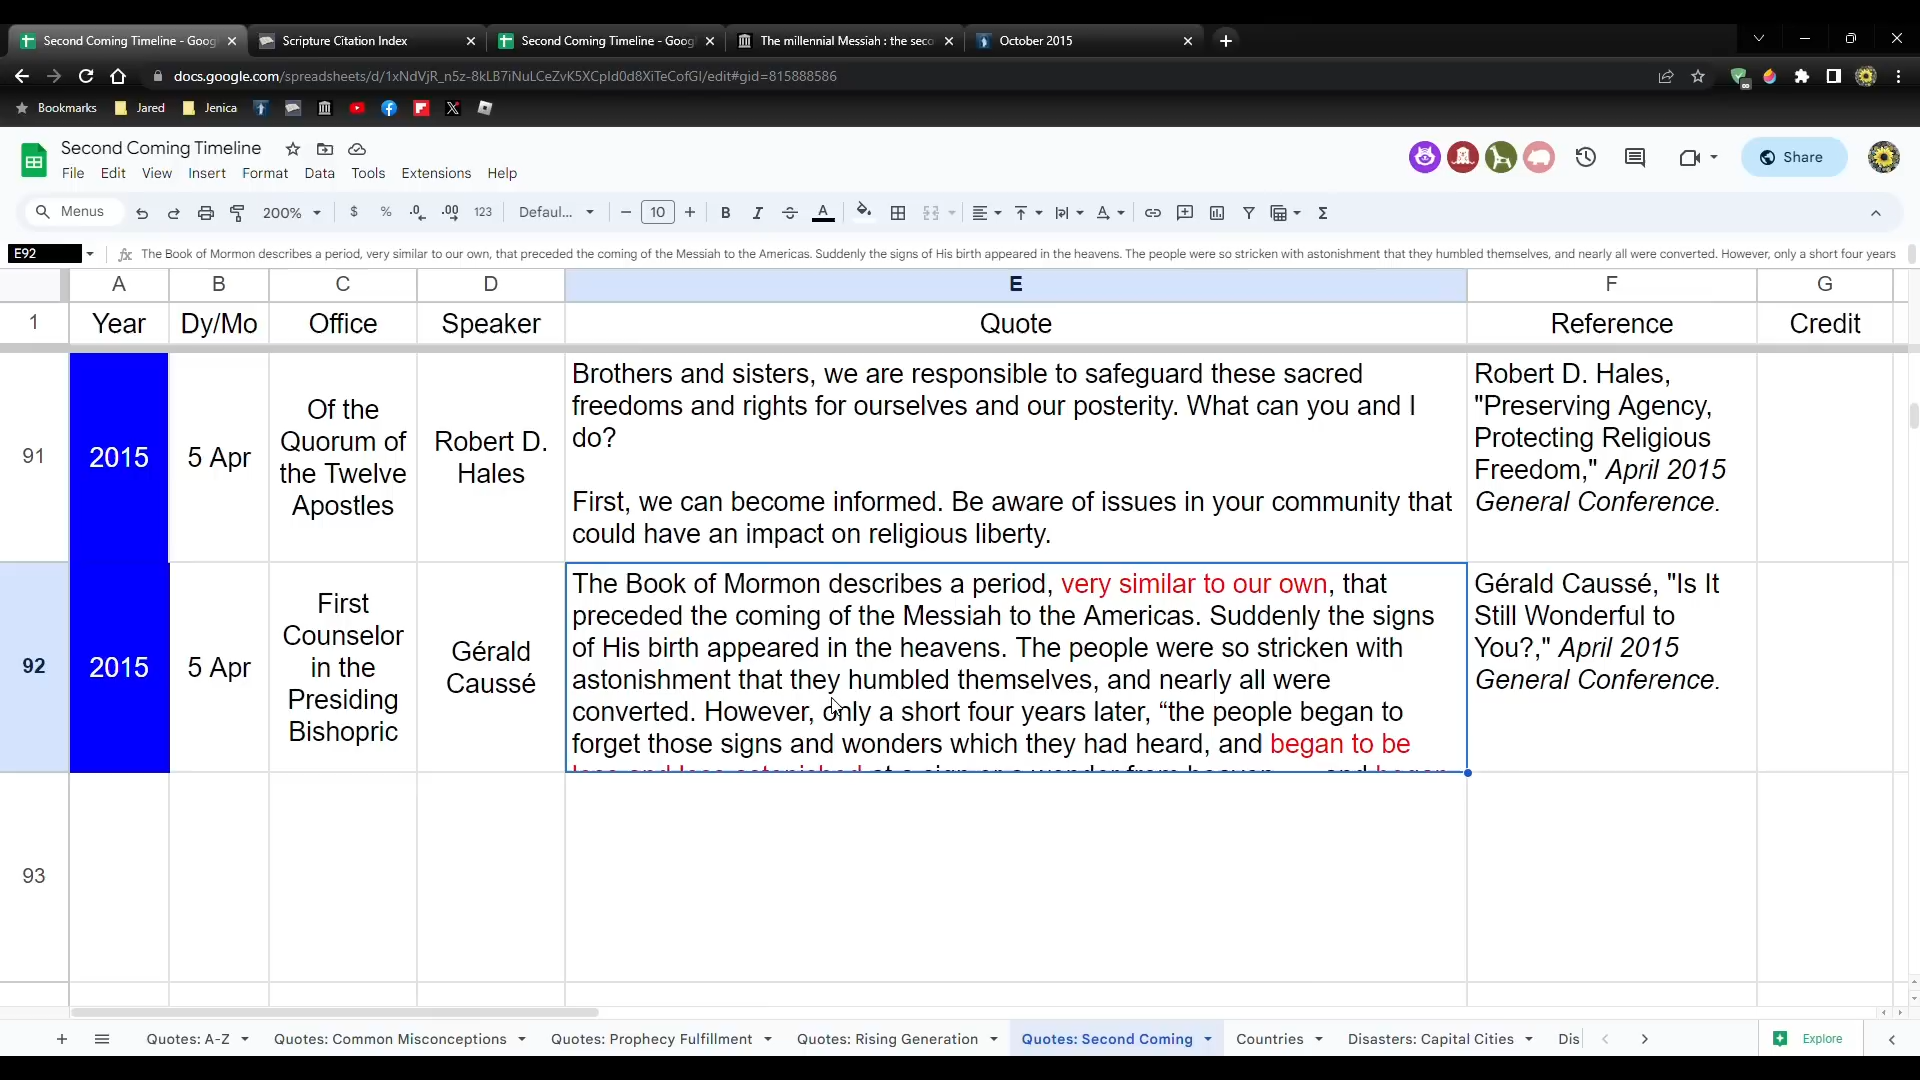 Second Coming Timeline - Goog
Scripture Citation Index
Second Coming Timeline - Goog
The millennial Messiah : the seco
October 2015
docs.google.com/spreadsheets/d/1xNdVjR_n5z-8kLB7iNuLCeZvK5XCpId0d8XiTeCofGI/edit#gid=815888586
Bookmarks
Jared
Jenica
Second Coming Timeline
File Edit View Insert Format Data Tools Extensions Help
Share
Menus
200%
$ % .0 .00 123
Defaul...
10
B I
E92
The Book of Mormon describes a period, very similar to our own, that preceded the coming of the Messiah to the Americas. Suddenly the signs of His birth appeared in the heavens. The people were so stricken with astonishment that they humbled themselves, and nearly all were converted. However, only a short four years
A B C D E F G
1 Year Dy/Mo Office Speaker Quote Reference Credit
91
2015
5 Apr
Of the
Quorum of
the Twelve
Apostles
Robert D.
Hales
Brothers and sisters, we are responsible to safeguard these sacred
freedoms and rights for ourselves and our posterity. What can you and I
do?
First, we can become informed. Be aware of issues in your community that
could have an impact on religious liberty.
Robert D. Hales,
"Preserving Agency,
Protecting Religious
Freedom," April 2015
General Conference.
92
2015
5 Apr
First
Counselor
in the
Presiding
Bishopric
Gérald
Caussé
The Book of Mormon describes a period, very similar to our own, that
preceded the coming of the Messiah to the Americas. Suddenly the signs
of His birth appeared in the heavens. The people were so stricken with
astonishment that they humbled themselves, and nearly all were
converted. However, only a short four years later, “the people began to
forget those signs and wonders which they had heard, and began to be
Gérald Caussé, "Is It
Still Wonderful to
You?," April 2015
General Conference.
93
Quotes: A-Z
Quotes: Common Misconceptions
Quotes: Prophecy Fulfillment
Quotes: Rising Generation
Quotes: Second Coming
Countries
Disasters: Capital Cities
Dis
Explore